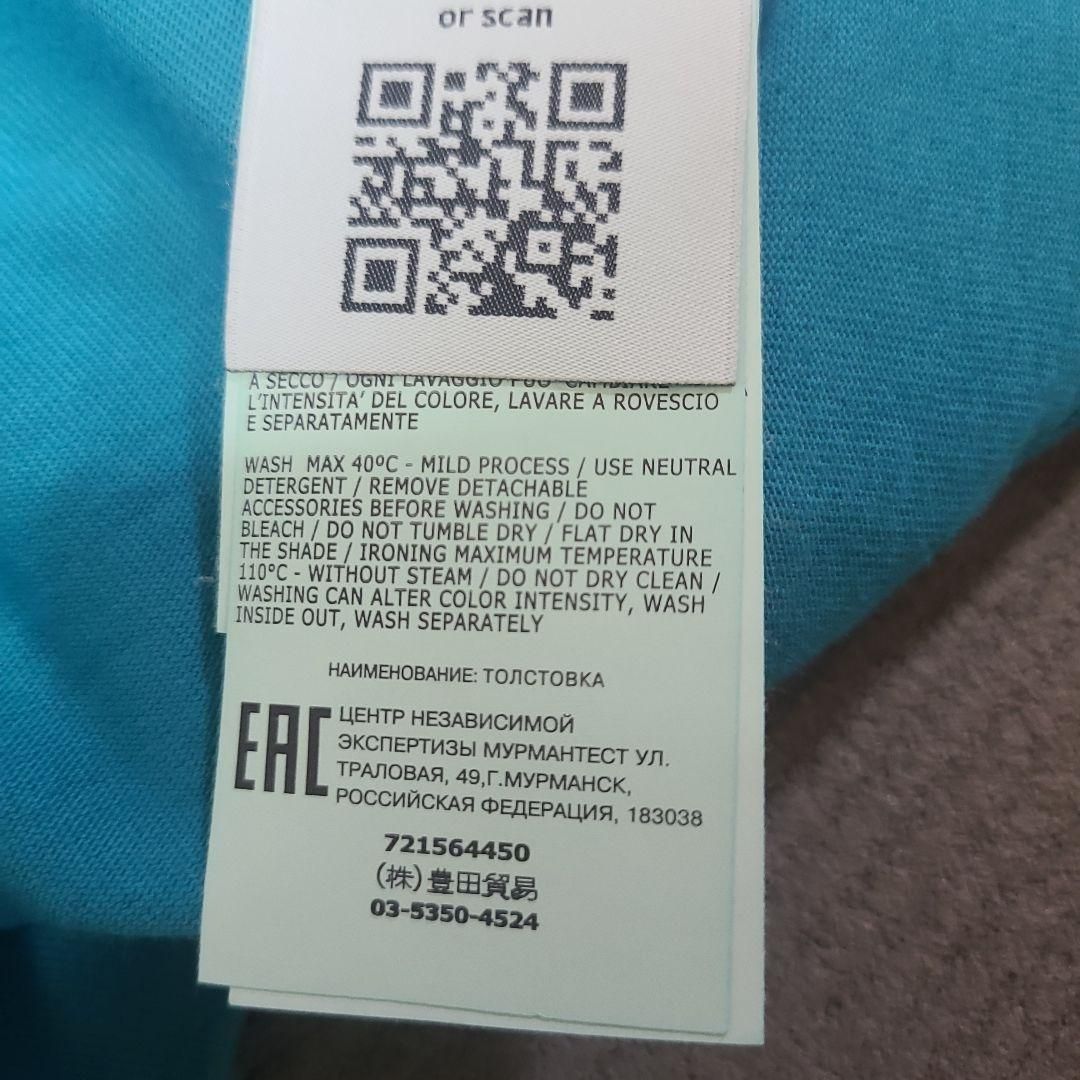 or scan
A SECCO / OGNI LAVAGGIO PUO' CAMBIARE
L'INTENSITA' DEL COLORE, LAVARE A ROVESCIO
E SEPARATAMENTE
WASH MAX 40ºC - MILD PROCESS / USE NEUTRAL
DETERGENT / REMOVE DETACHABLE
ACCESSORIES BEFORE WASHING / DO NOT
BLEACH / DO NOT TUMBLE DRY / FLAT DRY IN
THE SHADE / IRONING MAXIMUM TEMPERATURE
110°C - WITHOUT STEAM / DO NOT DRY CLEAN /
WASHING CAN ALTER COLOR INTENSITY, WASH
INSIDE OUT, WASH SEPARATELY
НАИМЕНОВАНИЕ: ТОЛСТОВКА
EAC
ЦЕНТР НЕЗАВИСИМОЙ
ЭКСПЕРТИЗЫ МУРМАНТЕСТ УЛ.
ТРАЛОВАЯ, 49,Г.МУРМАНСК,
РОССИЙСКАЯ ФЕДЕРАЦИЯ, 183038
721564450
(株)豊田貿易
03-5350-4524